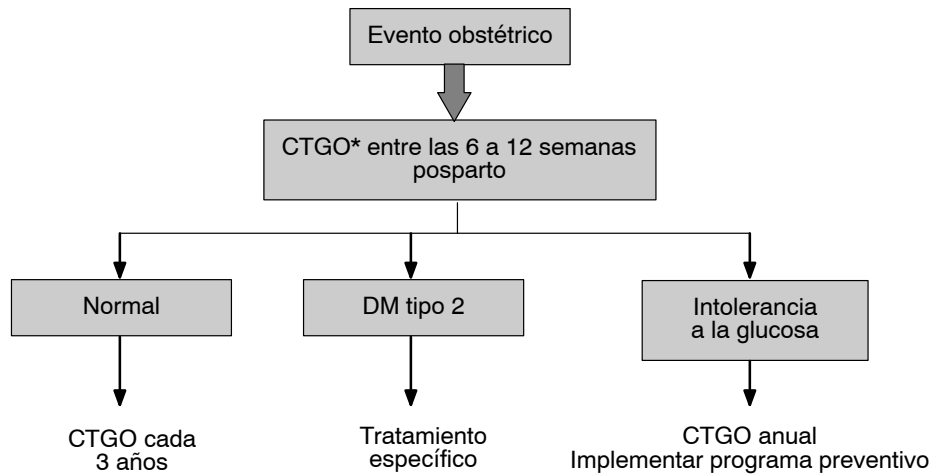 Evento obstétrico
CTGO* entre las 6 a 12 semanas
posparto
Normal
DM tipo 2
Intolerancia
a la glucosa
CTGO cada
3 años
Tratamiento
específico
CTGO anual
Implementar programa preventivo